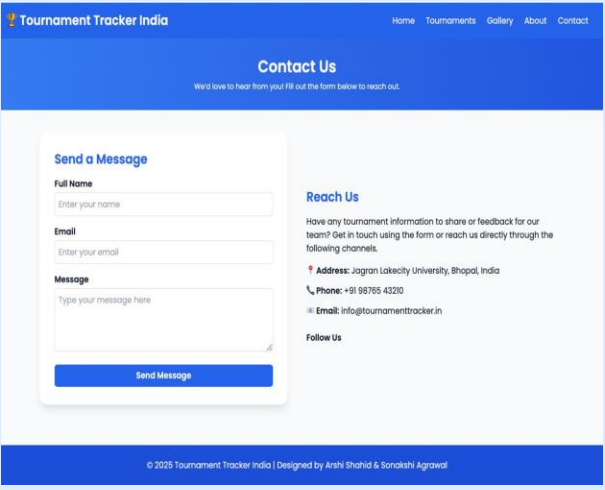 Tournament Tracker India
Home Tournaments Gallery About Contact
Contact Us
We'd love to hear from you! Fill out the form below to reach out.
Send a Message
Full Name
Enter your name
Email
Enter your email
Message
Type your message here
Send Message
Reach Us
Have any tournament information to share or feedback for our
team? Get in touch using the form or reach us directly through the
following channels.
Address: Jagran Lakecity University, Bhopal, India
Phone: +91 98765 43210
Email: info@tournamenttracker.in
Follow Us
© 2025 Tournament Tracker India | Designed by Arshi Shahid & Sonakshi Agrawal